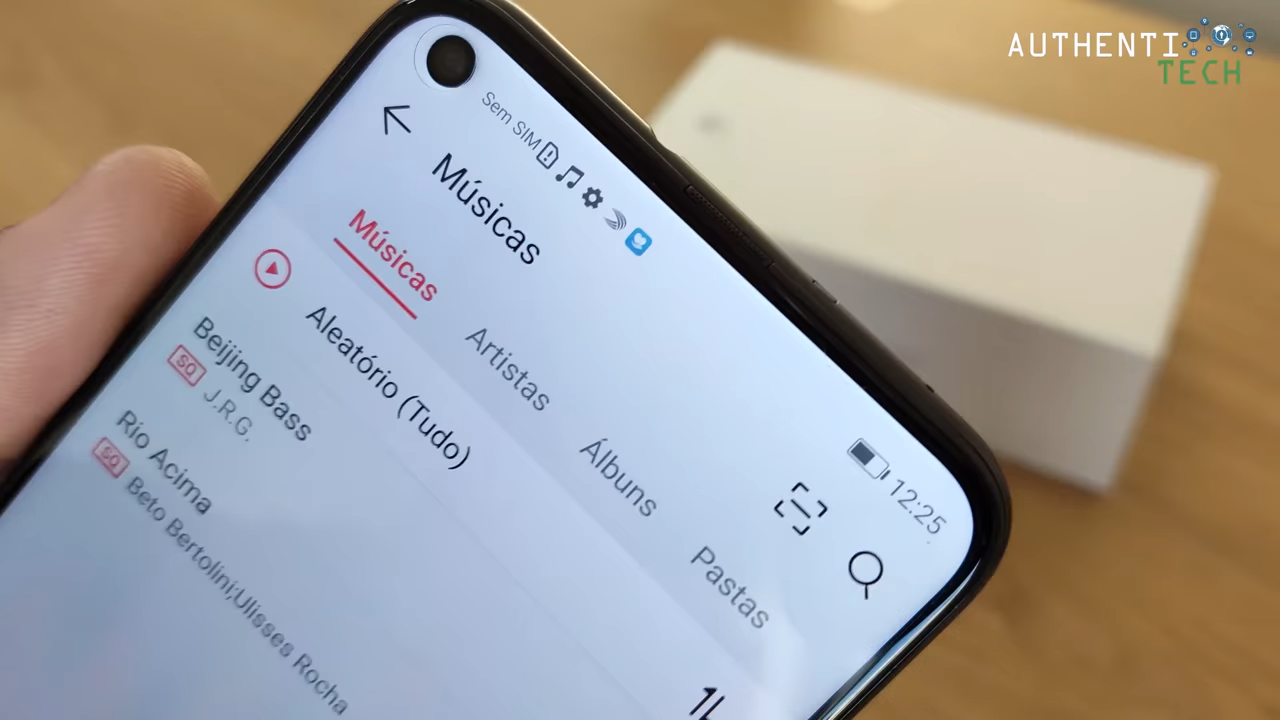 AUTHENTI
TECH
Sem SIM
12:25
Músicas
Músicas Artistas Álbuns Pastas
Aleatório (Tudo)
Beijing Bass
SQ J.R.G.
Rio Acima
SQ Beto Bertolini;Ulisses Rocha